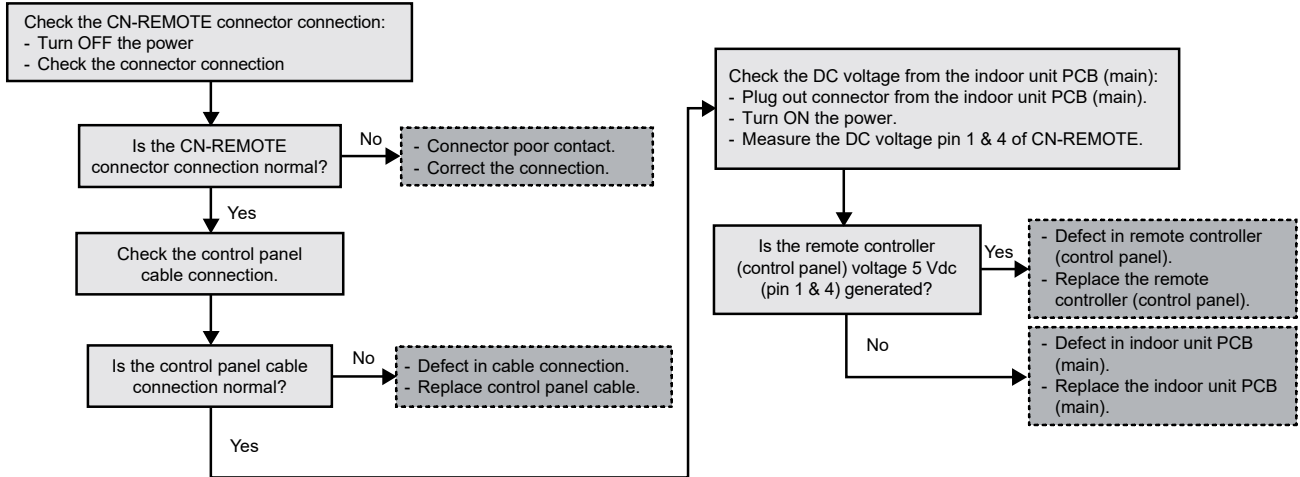 Check the CN-REMOTE connector connection:
- Turn OFF the power
- Check the connector connection
Is the CN-REMOTE
connector connection normal?
No
- Connector poor contact.
- Correct the connection.
Yes
Check the control panel
cable connection.
Is the control panel cable
connection normal?
No
- Defect in cable connection.
- Replace control panel cable.
Yes
Check the DC voltage from the indoor unit PCB (main):
- Plug out connector from the indoor unit PCB (main).
- Turn ON the power.
- Measure the DC voltage pin 1 & 4 of CN-REMOTE.
Is the remote controller
(control panel) voltage 5 Vdc
(pin 1 & 4) generated?
Yes
- Defect in remote controller
(control panel).
- Replace the remote
controller (control panel).
No
- Defect in indoor unit PCB
(main).
- Replace the indoor unit PCB
(main).